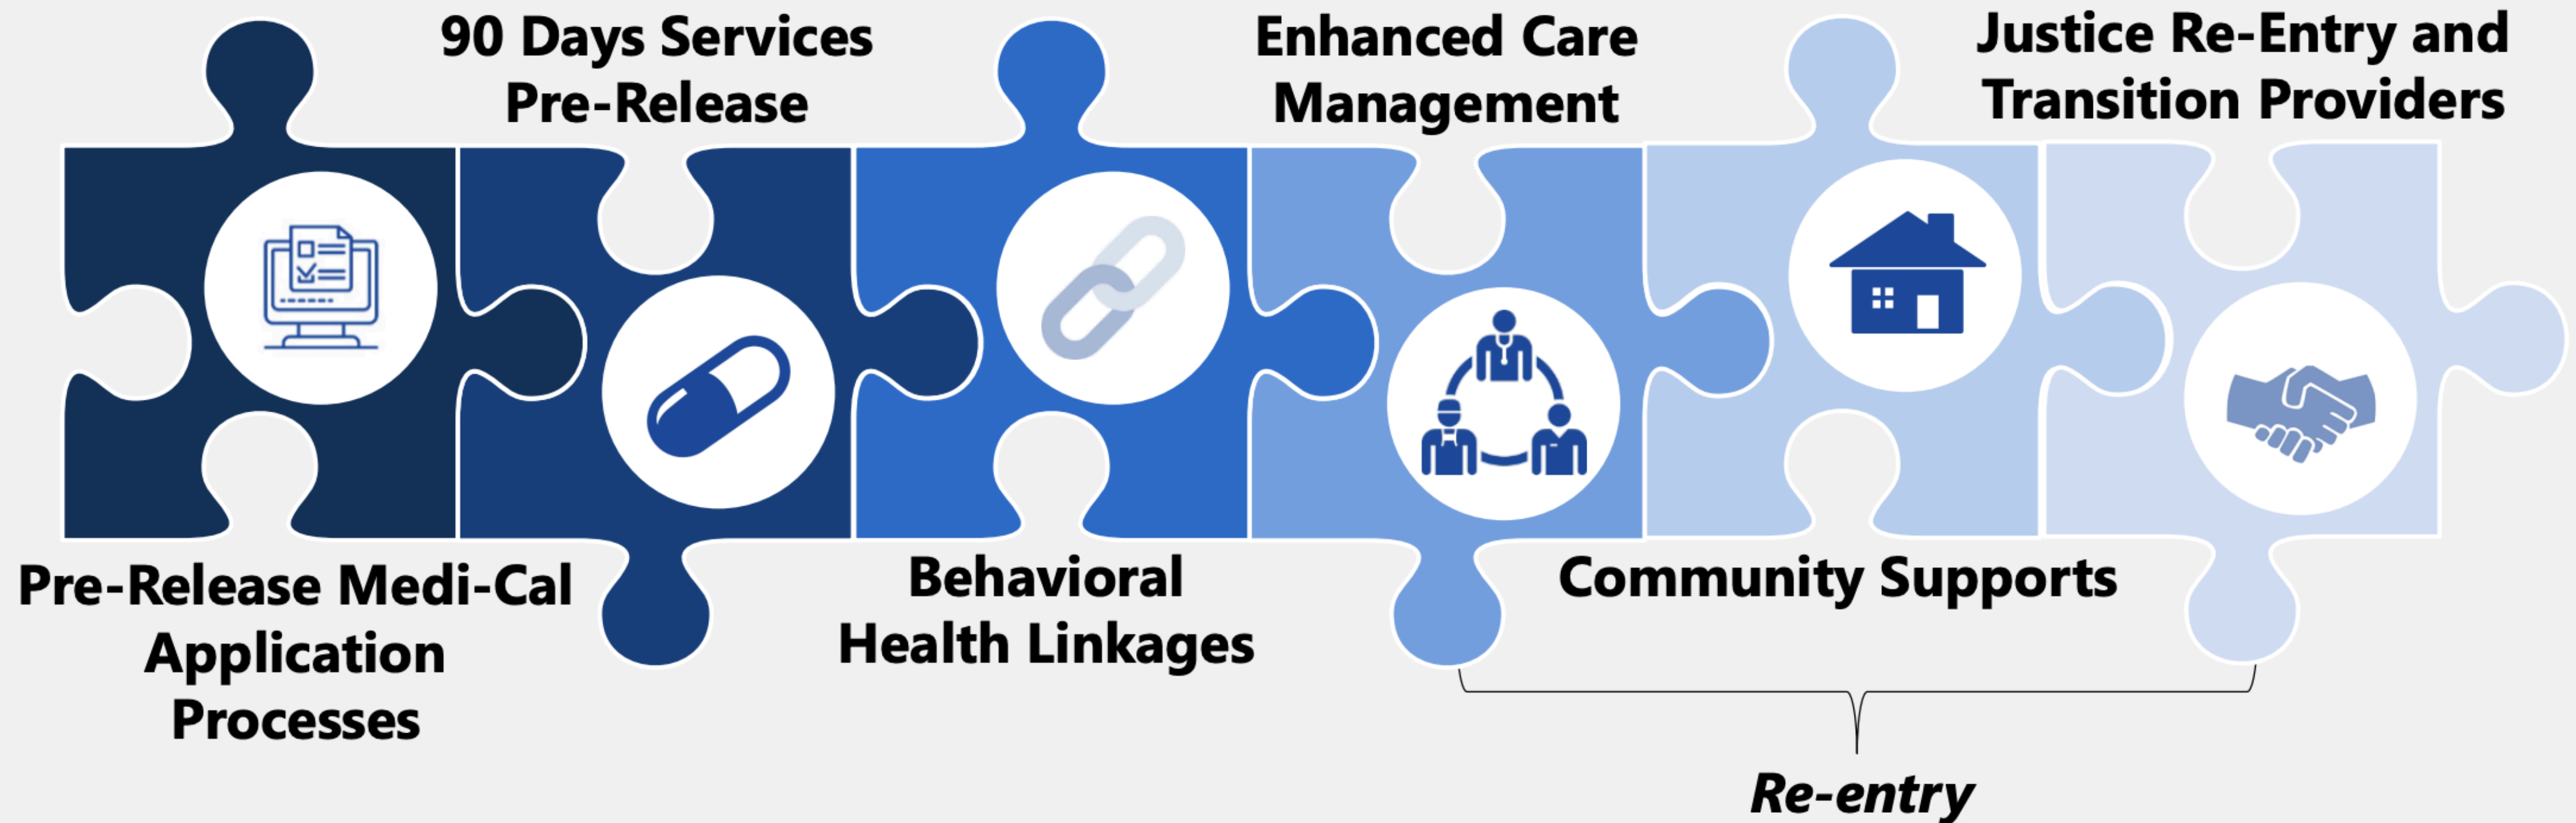 90 Days Services
Pre-Release
Enhanced Care
Management
Justice Re-Entry and
Transition Providers
Pre-Release Medi-Cal
Application
Processes
Behavioral
Health Linkages
Community Supports
Re-entry